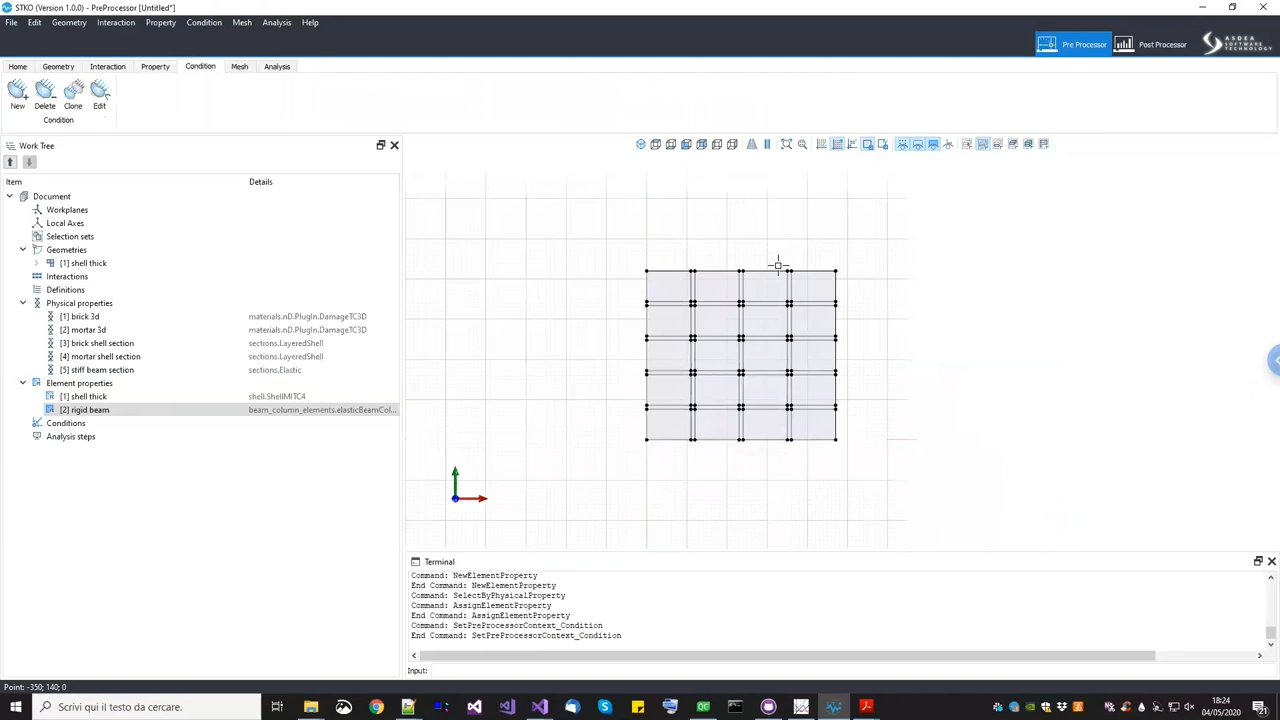 STKO (Version 1.0.0) - PreProcessor [Untitled*]
File Edit Geometry Interaction Property Condition Mesh Analysis Help
Pre Processor Post Processor ASDEA SOFTWARE TECHNOLOGY
Home Geometry Interaction Property Condition Mesh Analysis
New Delete Clone Edit
Condition
Work Tree
Item Details
Document
Workplanes
Local Axes
Selection sets
Geometries
[1] shell thick
Interactions
Definitions
Physical properties
[1] brick 3d materials.nD.PlugIn.DamageTC3D
[2] mortar 3d materials.nD.PlugIn.DamageTC3D
[3] brick shell section sections.LayeredShell
[4] mortar shell section sections.LayeredShell
[5] stiff beam section sections.Elastic
Element properties
[1] shell thick shell.ShellMITC4
[2] rigid beam beam_column_elements.elasticBeamCol...
Conditions
Analysis steps
Terminal
Command: NewElementProperty
End Command: NewElementProperty
Command: SelectByPhysicalProperty
Command: AssignElementProperty
End Command: AssignElementProperty
Command: SetPreProcessorContext_Condition
End Command: SetPreProcessorContext_Condition
Input:
Point: -350; 140; 0
Scrivi qui il testo da cercare.
18:24
04/05/2020